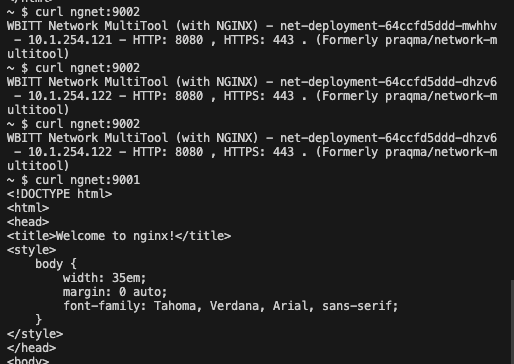 </html>
~ $ curl ngnet:9002
WBITT Network MultiTool (with NGINX) - net-deployment-64ccfd5ddd-mwhhv
 - 10.1.254.121 - HTTP: 8080 , HTTPS: 443 . (Formerly praqma/network-m
ultitool)
~ $ curl ngnet:9002
WBITT Network MultiTool (with NGINX) - net-deployment-64ccfd5ddd-dhzv6
 - 10.1.254.122 - HTTP: 8080 , HTTPS: 443 . (Formerly praqma/network-m
ultitool)
~ $ curl ngnet:9002
WBITT Network MultiTool (with NGINX) - net-deployment-64ccfd5ddd-dhzv6
 - 10.1.254.122 - HTTP: 8080 , HTTPS: 443 . (Formerly praqma/network-m
ultitool)
~ $ curl ngnet:9001
<!DOCTYPE html>
<html>
<head>
<title>Welcome to nginx!</title>
<style>
    body {
        width: 35em;
        margin: 0 auto;
        font-family: Tahoma, Verdana, Arial, sans-serif;
    }
</style>
</head>
<body>